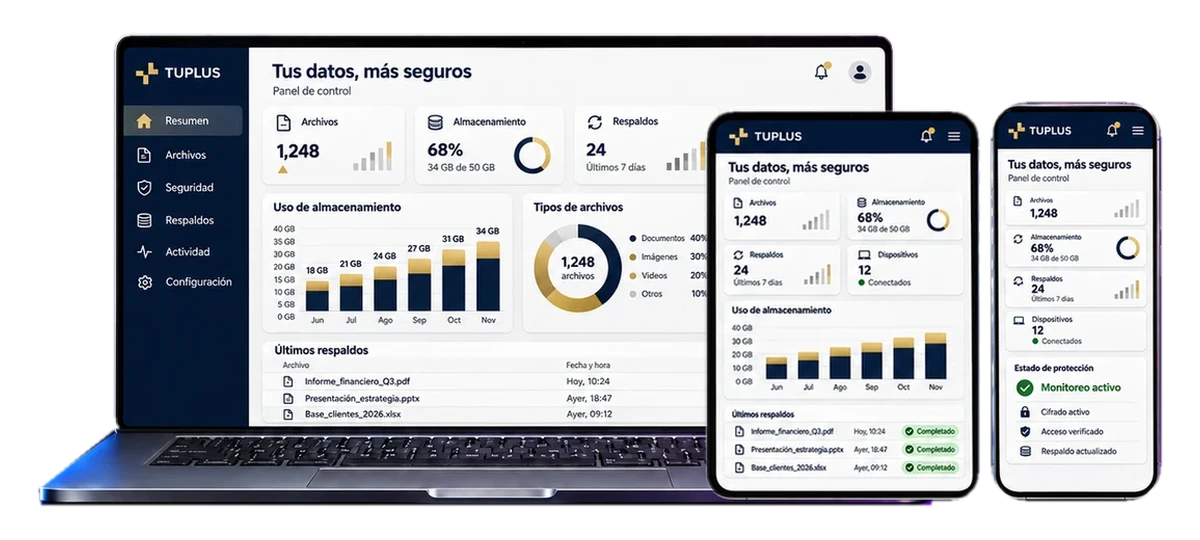 TUPLUS
Resumen
Archivos
Seguridad
Respaldos
Actividad
Configuración
Tus datos, más seguros
Panel de control
Archivos
1,248
Almacenamiento
68%
34 GB de 50 GB
Respaldos
24
Últimos 7 días
Uso de almacenamiento
40 GB
35 GB
30 GB
25 GB
20 GB
15 GB
10 GB
5 GB
0 GB
18 GB
21 GB
24 GB
27 GB
31 GB
34 GB
Jun
Jul
Ago
Sep
Oct
Nov
Tipos de archivos
1,248
archivos
Documentos 40%
Imágenes 30%
Videos 20%
Otros 10%
Últimos respaldos
Archivo Fecha y hora
Informe_financiero_Q3.pdf Hoy, 10:24
Presentación_estrategia.pptx Ayer, 18:47
Base_clientes_2026.xlsx Ayer, 09:12
TUPLUS
Tus datos, más seguros
Panel de control
Archivos
1,248
Almacenamiento
68%
34 GB de 50 GB
Respaldos
24
Últimos 7 días
Dispositivos
12
Conectados
Uso de almacenamiento
40 GB
30 GB
20 GB
10 GB
0 GB
Jun
Jul
Ago
Sep
Oct
Nov
Últimos respaldos
Informe_financiero_Q3.pdf Hoy, 10:24 Completado
Presentación_estrategia.pptx Ayer, 18:47 Completado
Base_clientes_2026.xlsx Ayer, 09:12 Completado
TUPLUS
Tus datos, más seguros
Panel de control
Archivos
1,248
Almacenamiento
68%
34 GB de 50 GB
Respaldos
24
Últimos 7 días
Dispositivos
12
Conectados
Estado de protección
Monitoreo activo
Cifrado activo
Acceso verificado
Respaldo actualizado